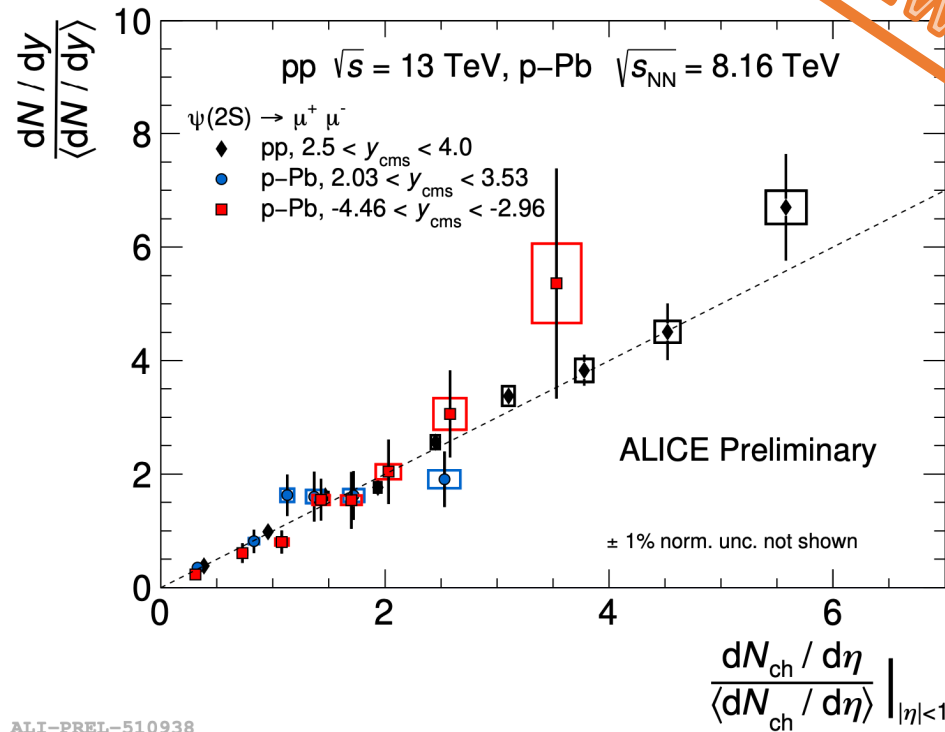 dN / dy
⟨dN / dy⟩
10
8
6
4
2
0
pp √s = 13 TeV, p−Pb √sNN = 8.16 TeV
ψ(2S) → μ+ μ-
pp, 2.5 < ycms < 4.0
p−Pb, 2.03 < ycms < 3.53
p−Pb, -4.46 < ycms < -2.96
ALICE Preliminary
± 1% norm. unc. not shown
0 2 4 6
dNch / dη
⟨dNch / dη⟩ | |η|<1
ALI-PREL-510938